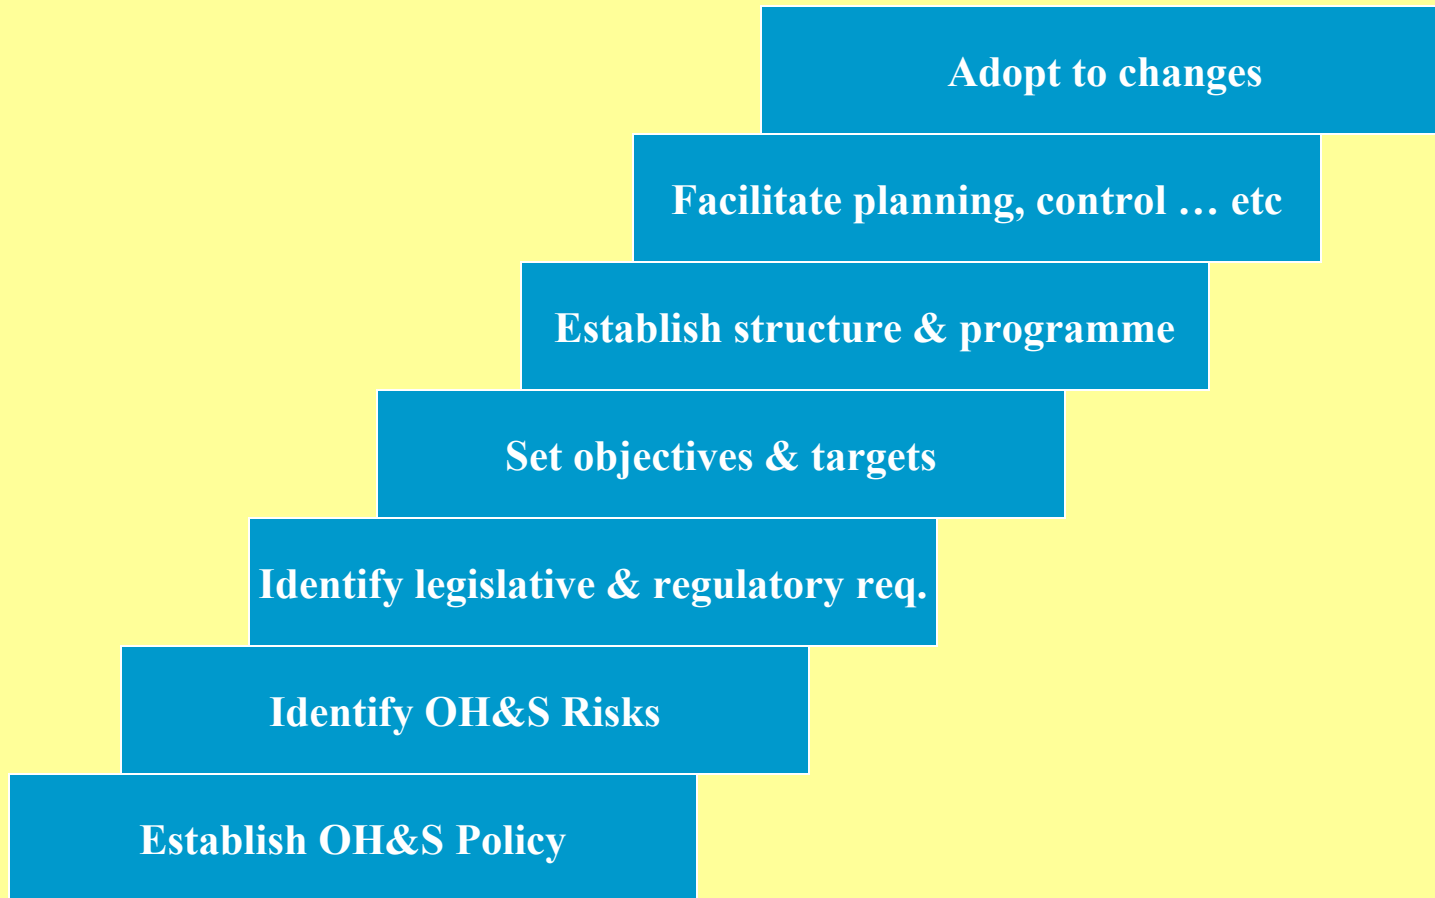 Adopt to changes
Facilitate planning, control … etc
Establish structure & programme
Set objectives & targets
Identify legislative & regulatory req.
Identify OH&S Risks
Establish OH&S Policy